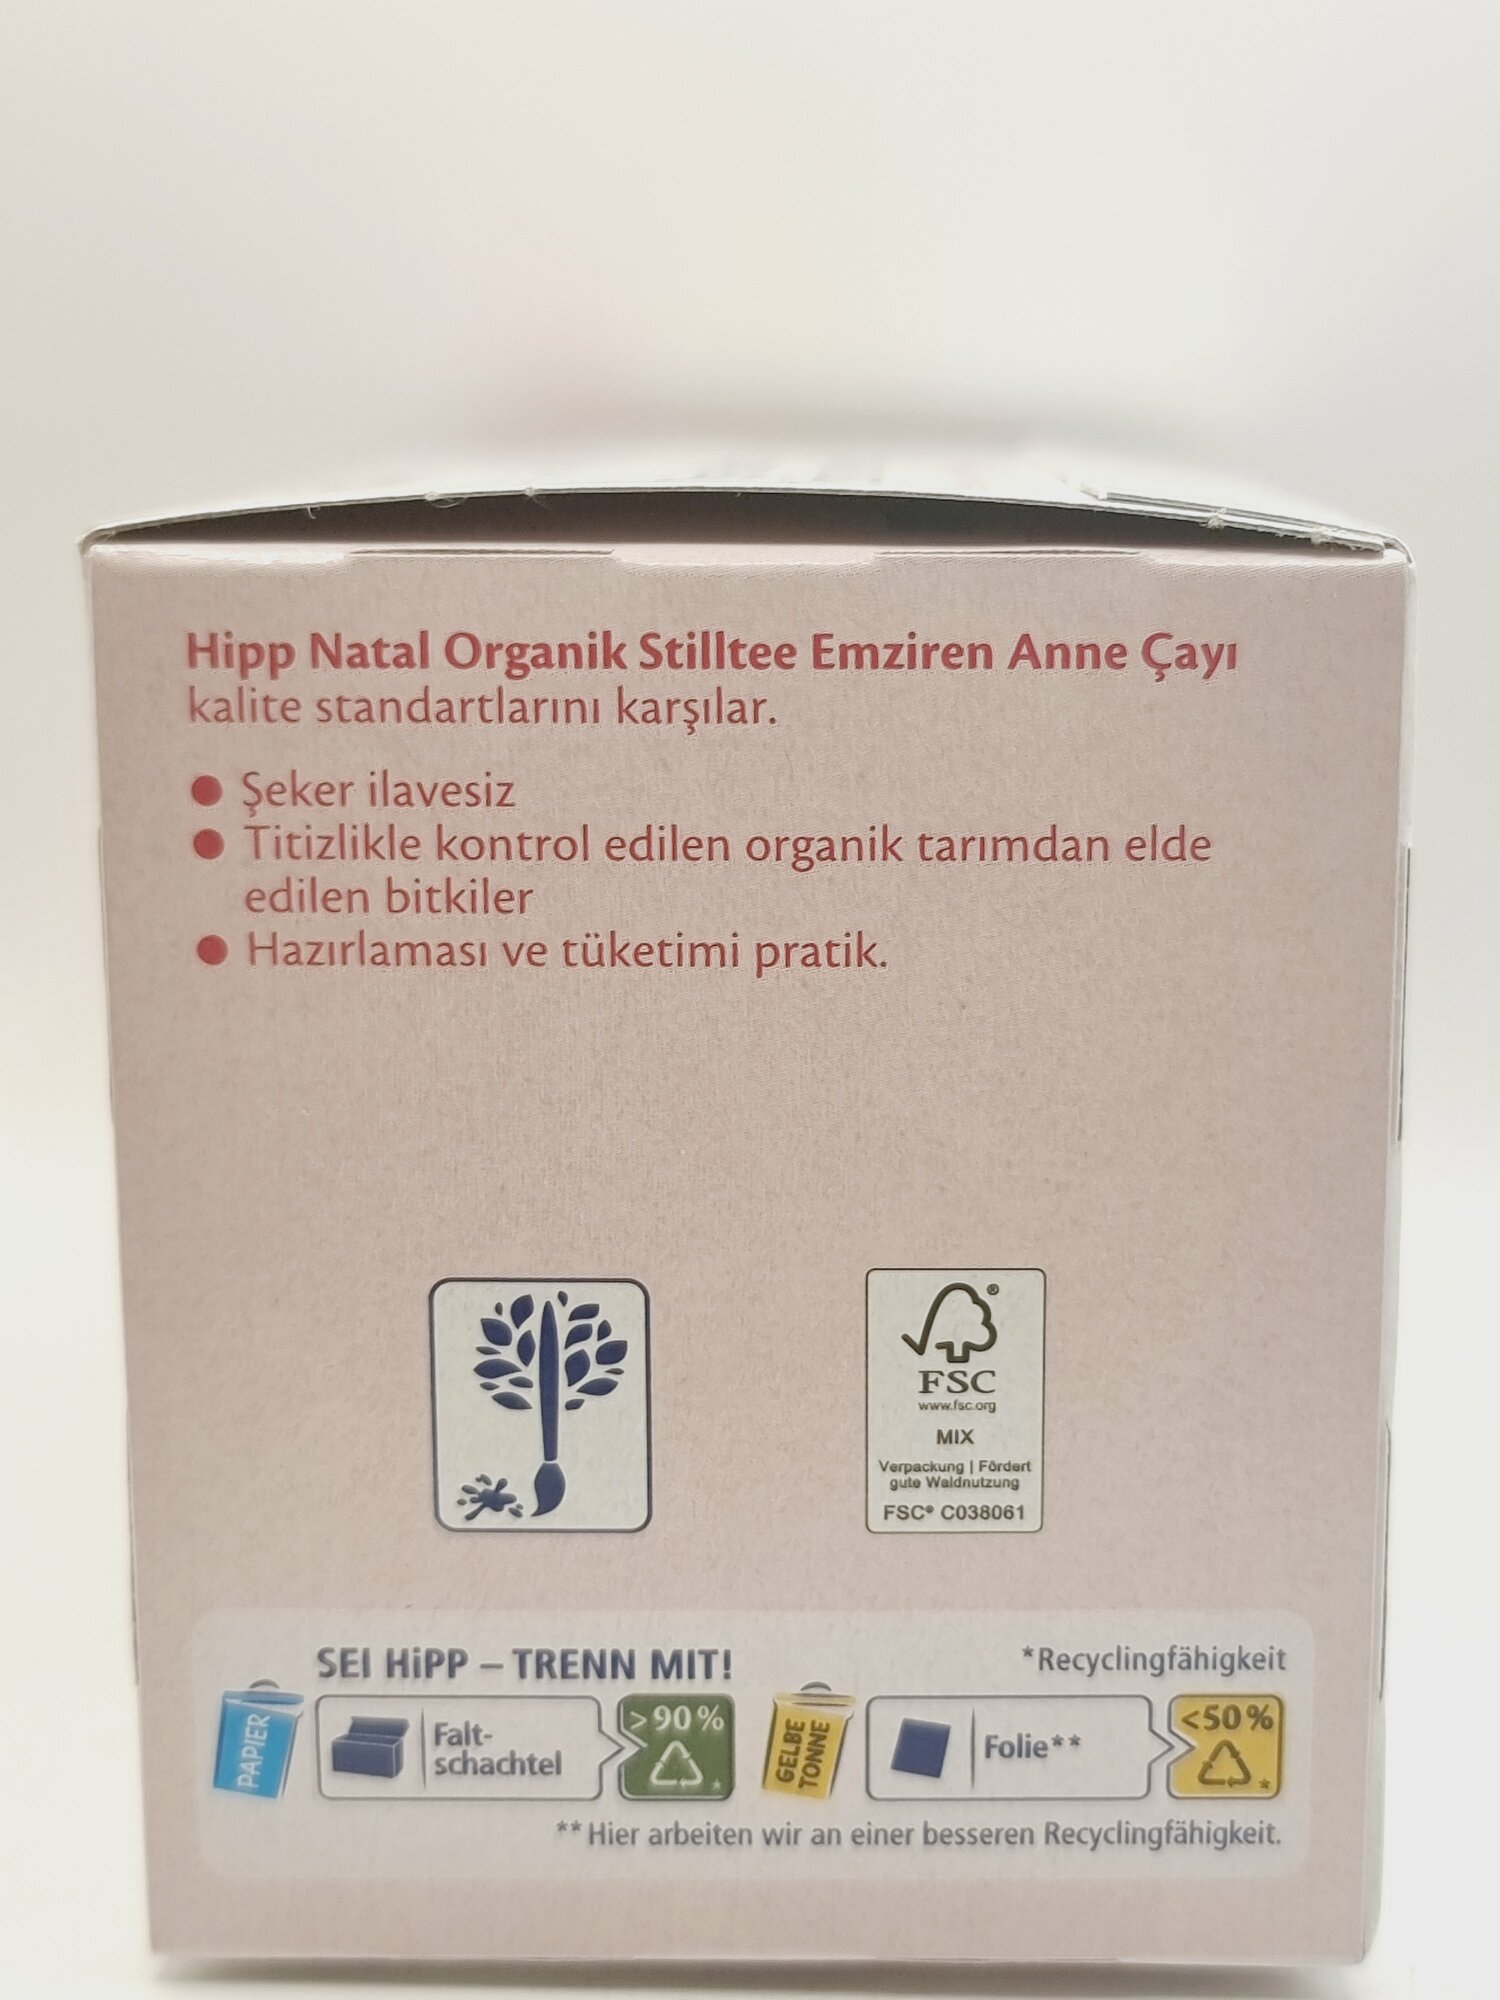 Hipp Natal Organik Stilltee Emziren Anne Çayı
kalite standartlarını karşılar.
● Şeker ilavesiz
● Titizlikle kontrol edilen organik tarımdan elde
edilen bitkiler
● Hazırlaması ve tüketimi pratik.
®
FSC
www.fsc.org
MIX
Verpackung | Fördert
gute Waldnutzung
FSC® C038061
SEI HiPP – TRENN MIT!
*Recyclingfähigkeit
PAPIER
Falt-
schachtel
>90%
*
GELBE
TONNE
Folie**
<50%
*
**Hier arbeiten wir an einer besseren Recyclingfähigkeit.